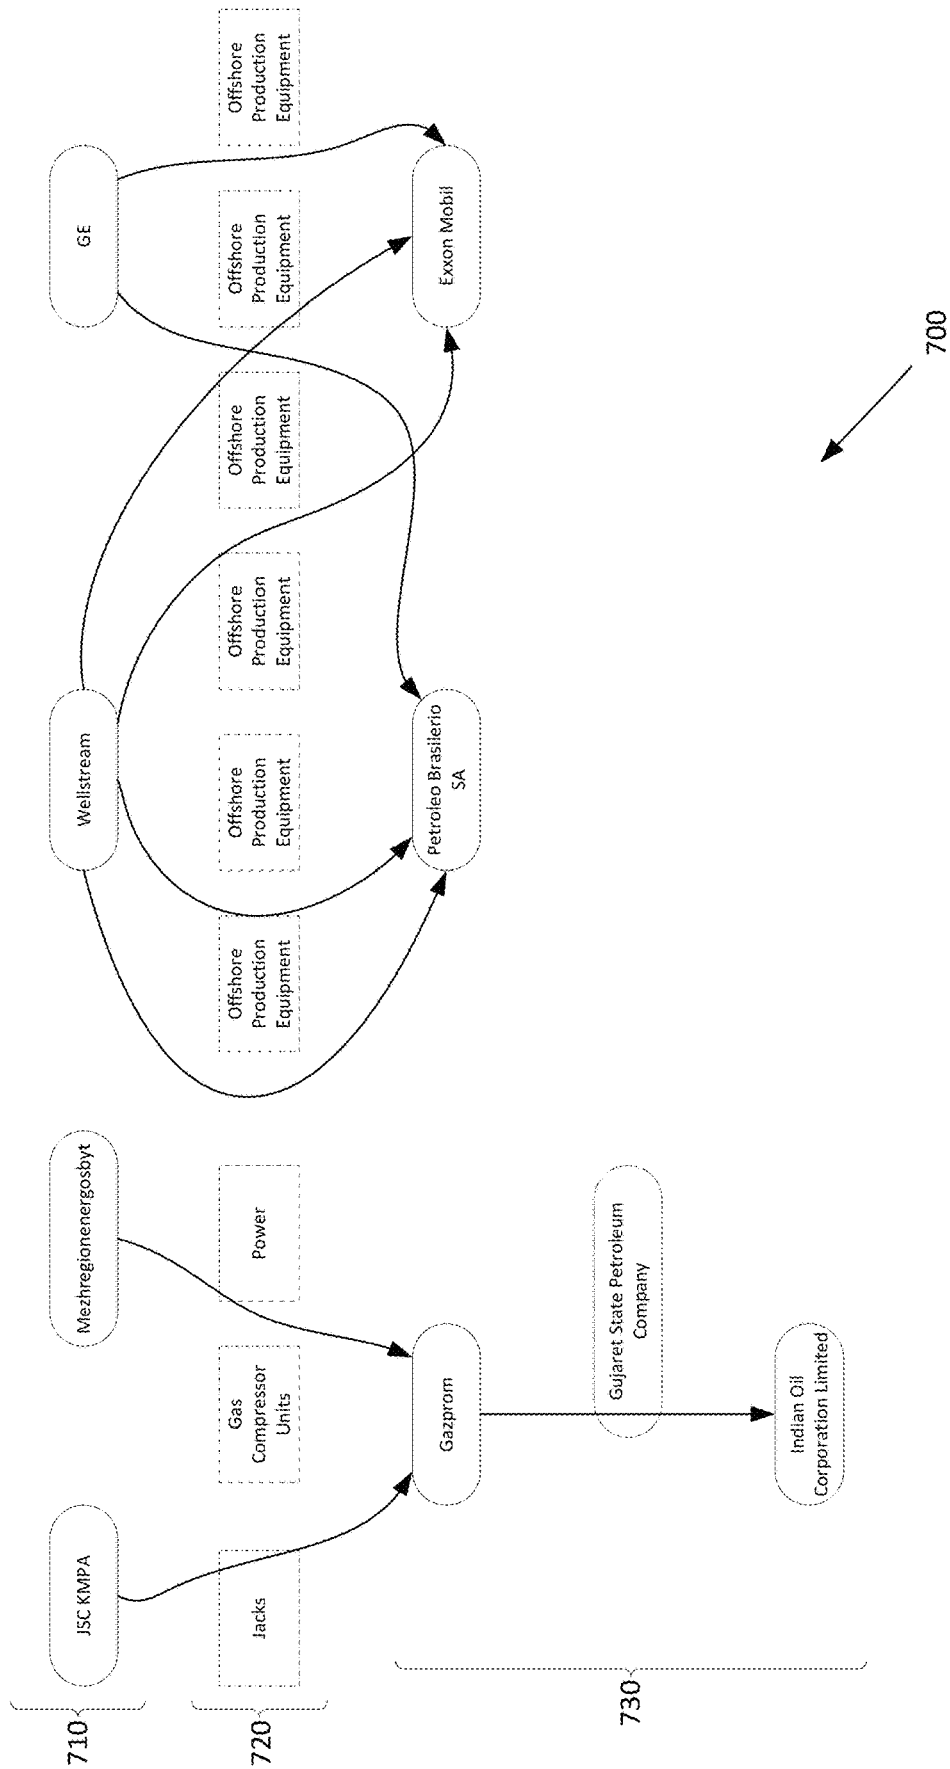 710
JSC KMPA
Mezhregionenergosbyt
Wellstream
GE
720
Jacks
Gas
Compressor
Units
Power
Offshore
Production
Equipment
Offshore
Production
Equipment
Offshore
Production
Equipment
Offshore
Production
Equipment
Offshore
Production
Equipment
Offshore
Production
Equipment
730
Gazprom
Petroleo Brasilerio
SA
Exxon Mobil
Gujaret State Petroleum
Company
Indian Oil
Corporation Limited
700